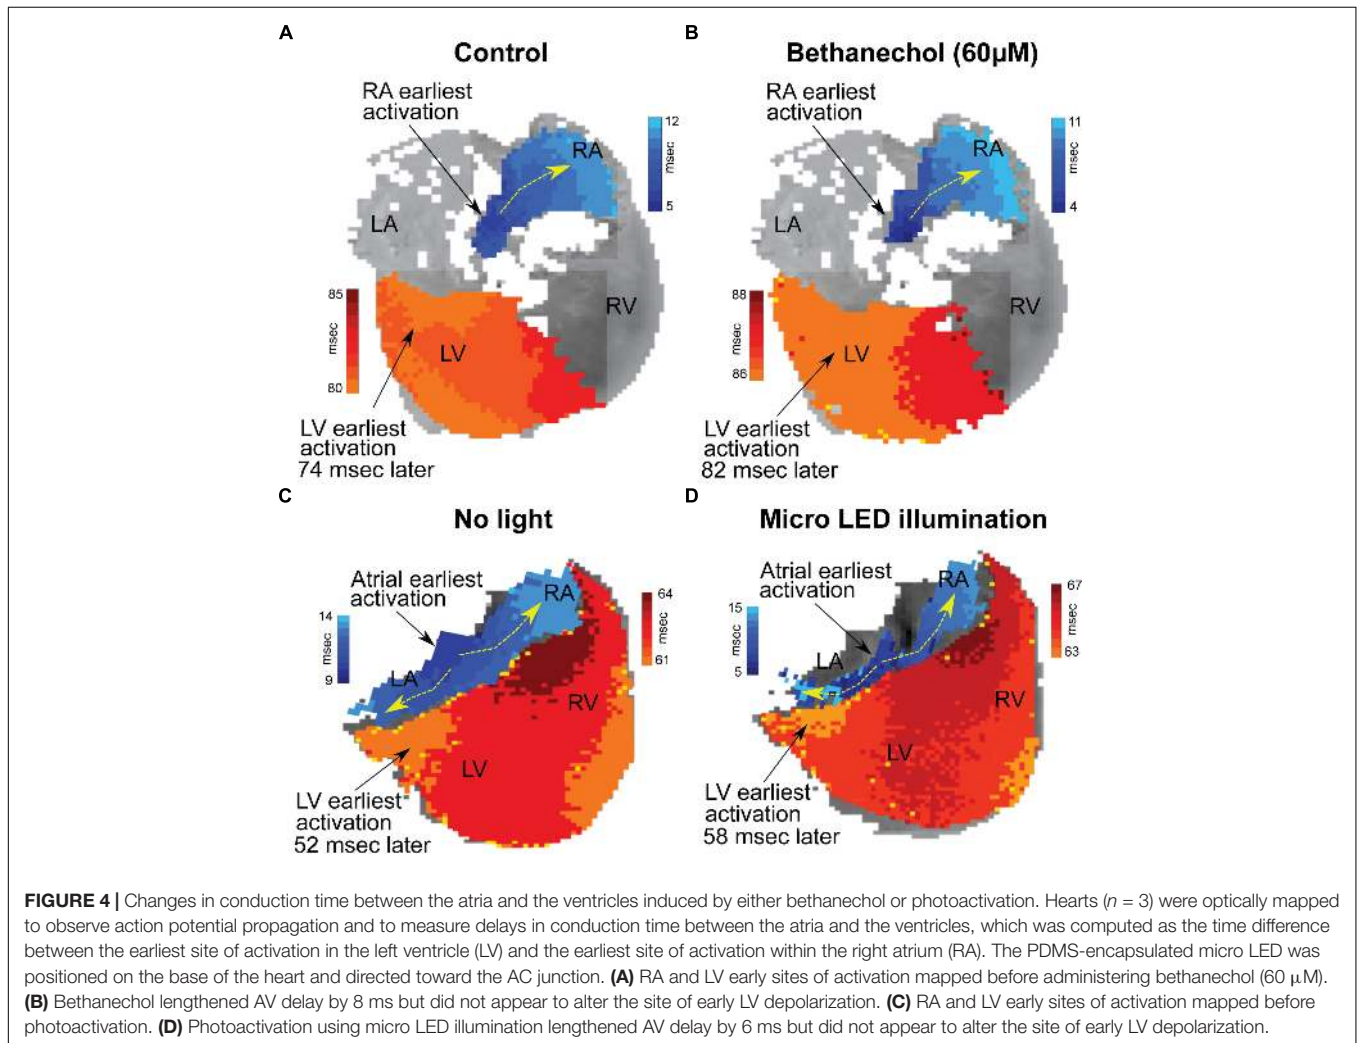 A
Control
RA earliest
activation
12
msec
5
RA
LA
RV
85
msec
80
LV
LV earliest
activation
74 msec later
B
Bethanechol (60µM)
RA earliest
activation
11
msec
4
RA
LA
RV
88
msec
86
LV
LV earliest
activation
82 msec later
C
No light
Atrial earliest
activation
14
msec
9
RA
64
msec
61
LA
RV
LV
LV earliest
activation
52 msec later
D
Micro LED illumination
Atrial earliest
activation
15
msec
5
RA
67
msec
63
LA
RV
LV
LV earliest
activation
58 msec later
FIGURE 4 | Changes in conduction time between the atria and the ventricles induced by either bethanechol or photoactivation. Hearts (n = 3) were optically mapped
to observe action potential propagation and to measure delays in conduction time between the atria and the ventricles, which was computed as the time difference
between the earliest site of activation in the left ventricle (LV) and the earliest site of activation within the right atrium (RA). The PDMS-encapsulated micro LED was
positioned on the base of the heart and directed toward the AC junction. (A) RA and LV early sites of activation mapped before administering bethanechol (60 µM).
(B) Bethanechol lengthened AV delay by 8 ms but did not appear to alter the site of early LV depolarization. (C) RA and LV early sites of activation mapped before
photoactivation. (D) Photoactivation using micro LED illumination lengthened AV delay by 6 ms but did not appear to alter the site of early LV depolarization.